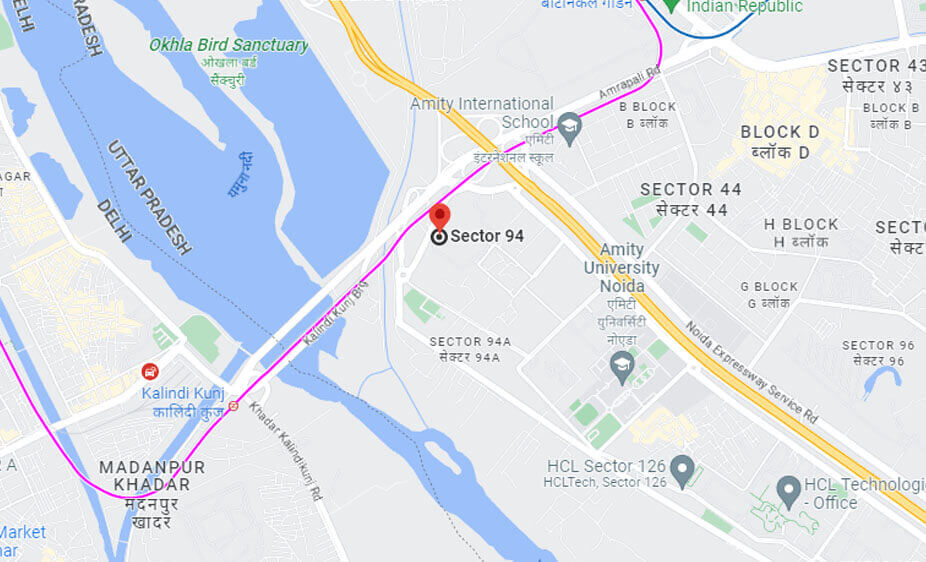 बोटानिकल गार्डन
Indian Republic
DELHI
PRADESH
Okhla Bird Sanctuary
ओखला बर्ड
सैंक्चुरी
Amrapali Rd
SECTOR 43
सेक्टर ४३
BLOCK B
ब्लॉक B
B BLOCK
B ब्लॉक
Amity International
School
एमिटी
इंटरनेशनल स्कूल
BLOCK D
ब्लॉक D
यमुना नदी
UTTAR PRADESH
DELHI
AGAR
SECTOR 44
सेक्टर 44
Sector 94
H BLOCK
H ब्लॉक
SECTO
सेक्ट
Amity
University
Noida
एमिटी
युनिवर्सिटी
नोएडा
G BLOCK
G ब्लॉक
Kalindi Kunj Brg
SECTOR 94A
सेक्टर 94A
Noida Expressway Service Rd
SECTOR 96
सेक्टर 96
Kalindi Kunj
कालिंदी कुंज
Khadar Kalindikunj Rd
R A
MADANPUR
KHADAR
मदनपुर
खादर
HCL Sector 126
HCLTech, Sector 126
HCL Technologi
- Office
Market
ar